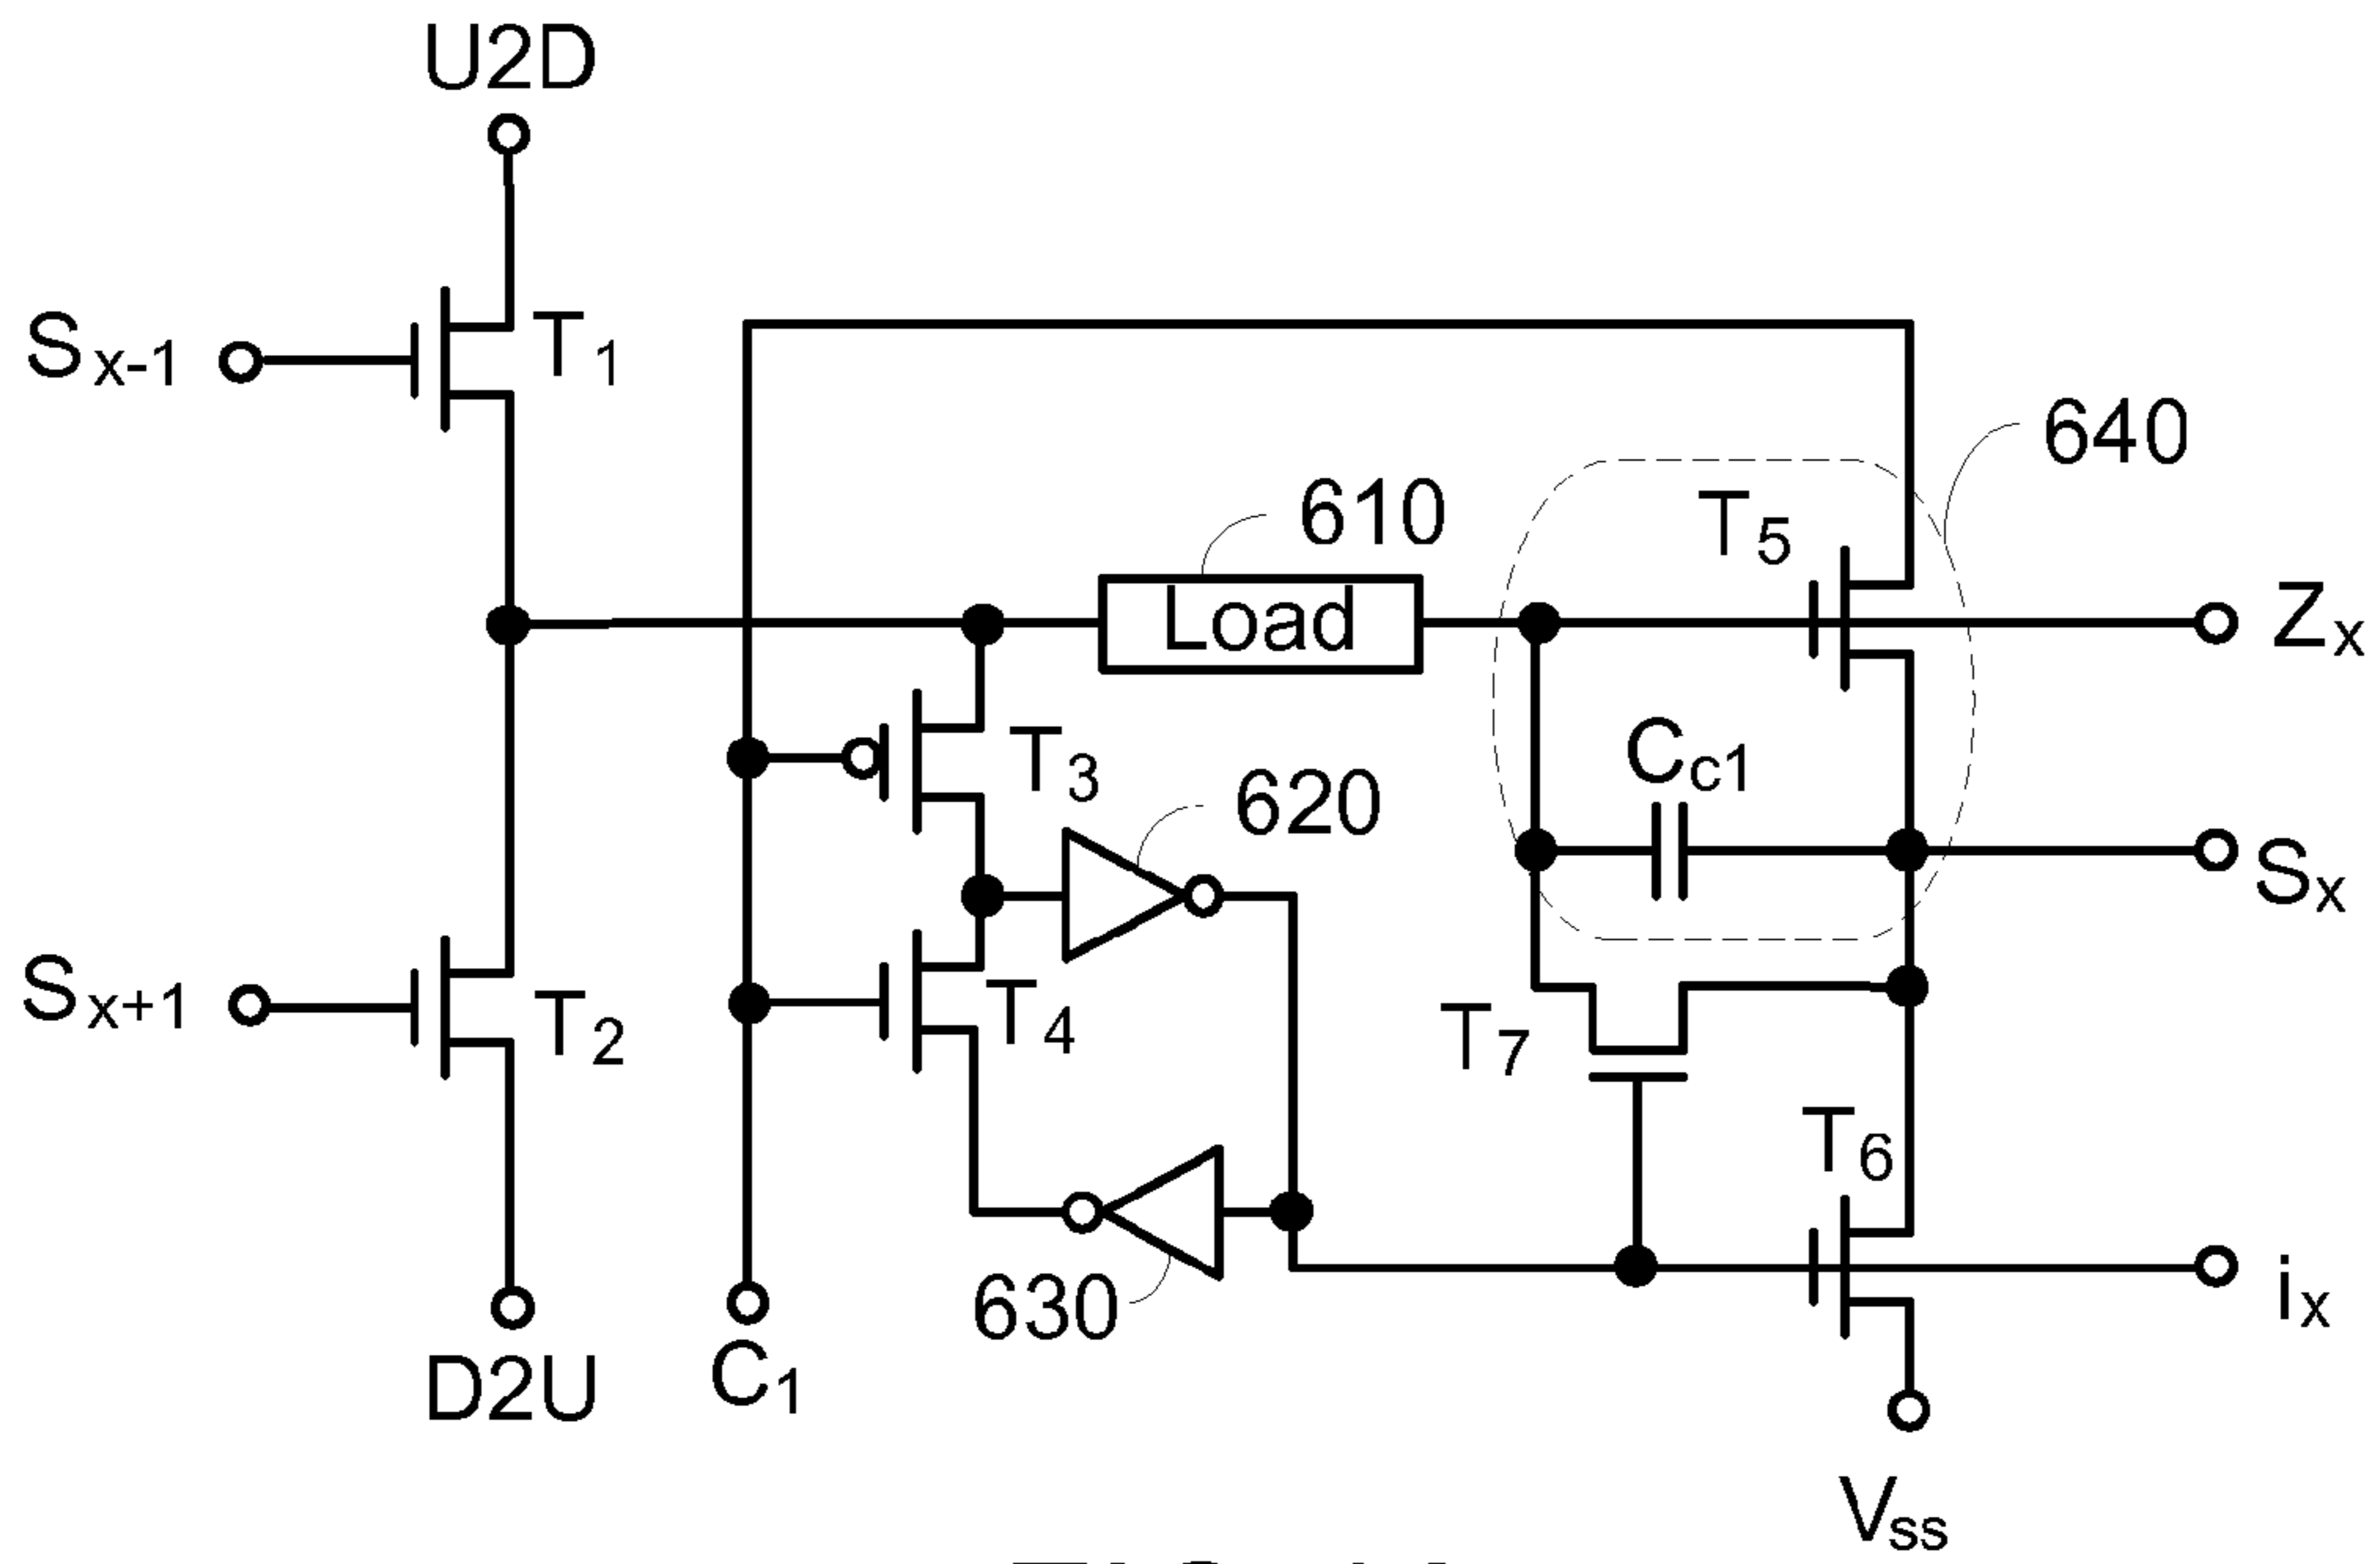 U2D
Sx-1
T1
640
610
T5
Load
Zx
Cc1
T3
620
Sx
Sx+1
T2
T4
T7
T6
630
ix
D2U
C1
Vss